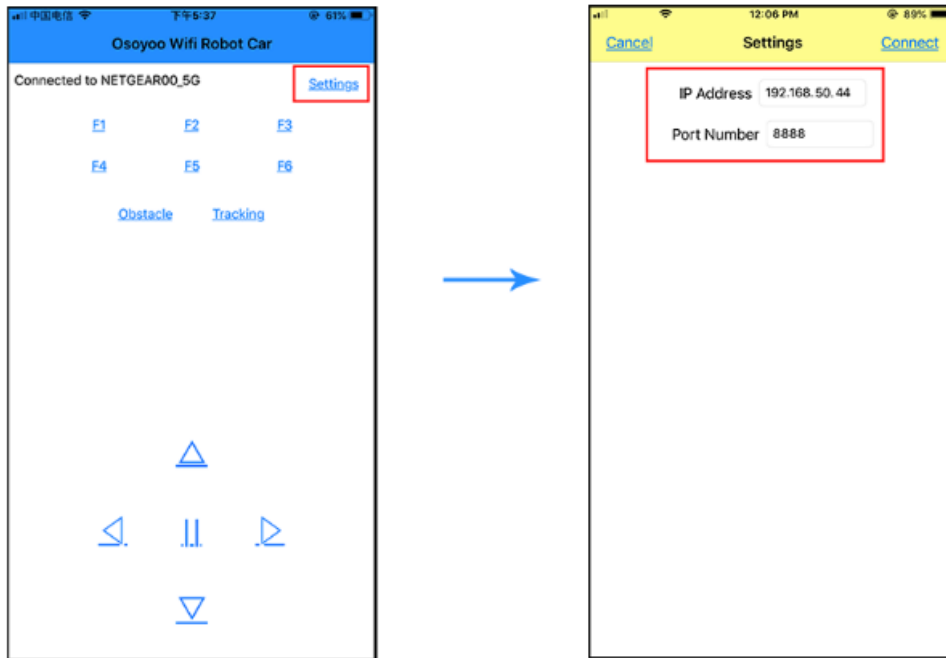 中国电信 下午5:37 61%
Osoyoo Wifi Robot Car
Connected to NETGEAR00_5G Settings
F1 F2 F3
F4 F5 F6
Obstacle Tracking
12:06 PM 89%
Cancel Settings Connect
IP Address 192.168.50.44
Port Number 8888